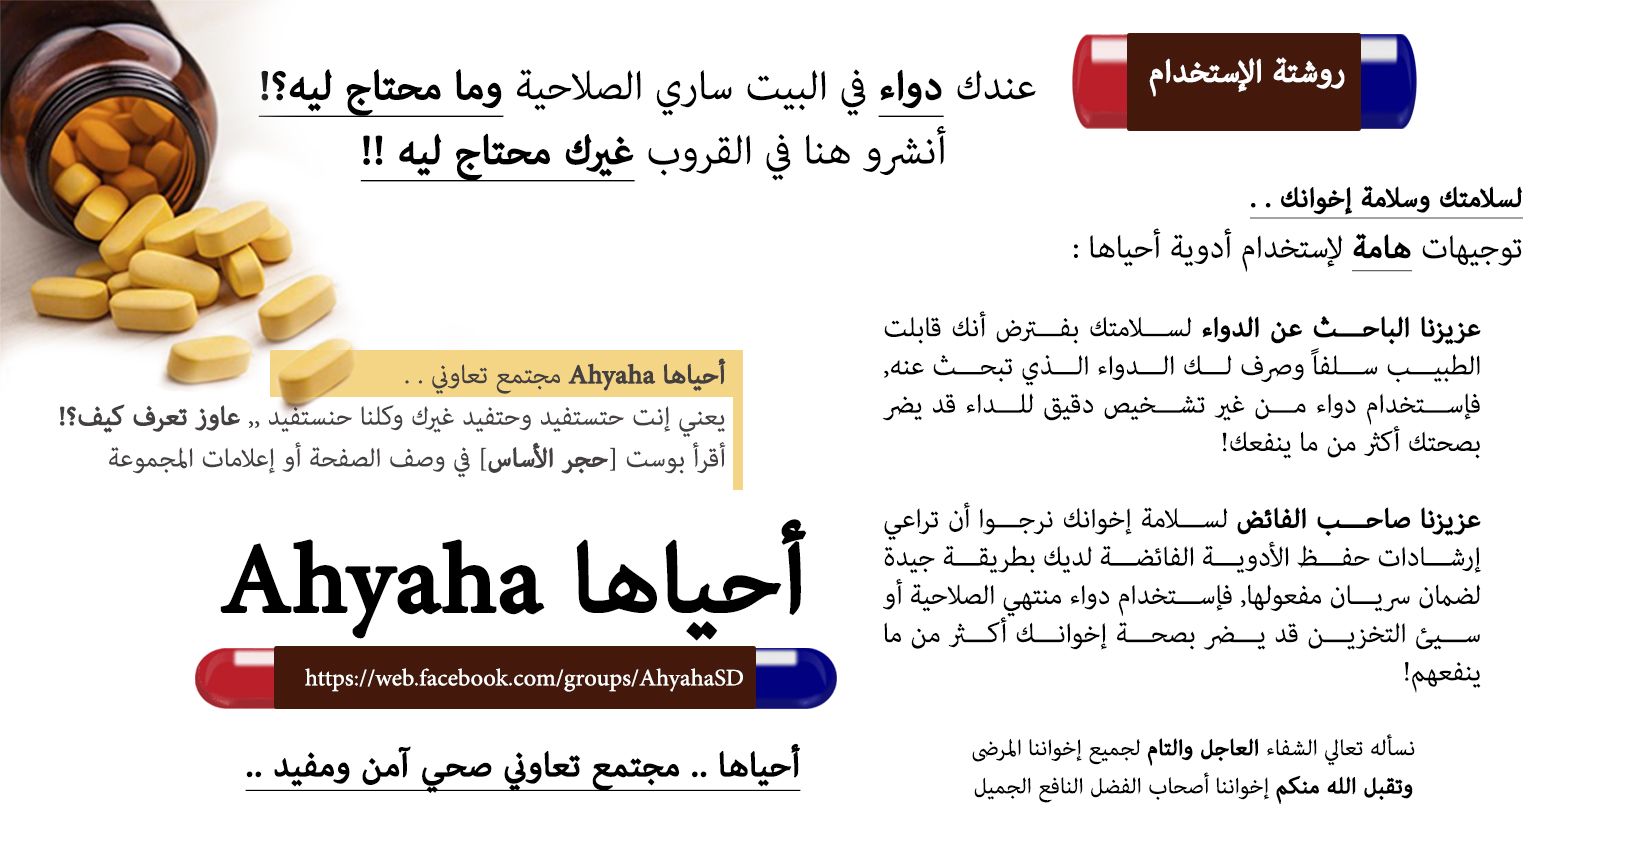 روشتة الإستخدام
عندك دواء في البيت ساري الصلاحية وما محتاج ليه؟!
أنشرو هنا في القروب غيرك محتاج ليه !!
لسلامتك وسلامة إخوانك . .
توجيهات هامة لإستخدام أدوية أحياها :
عزيزنا الباحث عن الدواء لسلامتك بفترض أنك قابلت
الطبيب سلفاً وصرف لك الدواء الذي تبحث عنه,
فإستخدام دواء من غير تشخيص دقيق للداء قد يضر
بصحتك أكثر من ما ينفعك!
عزيزنا صاحب الفائض لسلامة إخوانك نرجوا أن تراعي
إرشادات حفظ الأدوية الفائضة لديك بطريقة جيدة
لضمان سريان مفعولها, فإستخدام دواء منتهي الصلاحية أو
سيئ التخزين قد يضر بصحة إخوانك أكثر من ما
ينفعهم!
نسأله تعالي الشفاء العاجل والتام لجميع إخواننا المرضى
وتقبل الله منكم إخواننا أصحاب الفضل النافع الجميل
أحياها Ahyaha مجتمع تعاوني . .
يعني إنت حتستفيد وحتفيد غيرك وكلنا حنستفيد ,, عاوز تعرف كيف؟!
أقرأ بوست [حجر الأساس] في وصف الصفحة أو إعلامات المجموعة
أحياها Ahyaha
https://web.facebook.com/groups/AhyahaSD
أحياها .. مجتمع تعاوني صحي آمن ومفيد ..